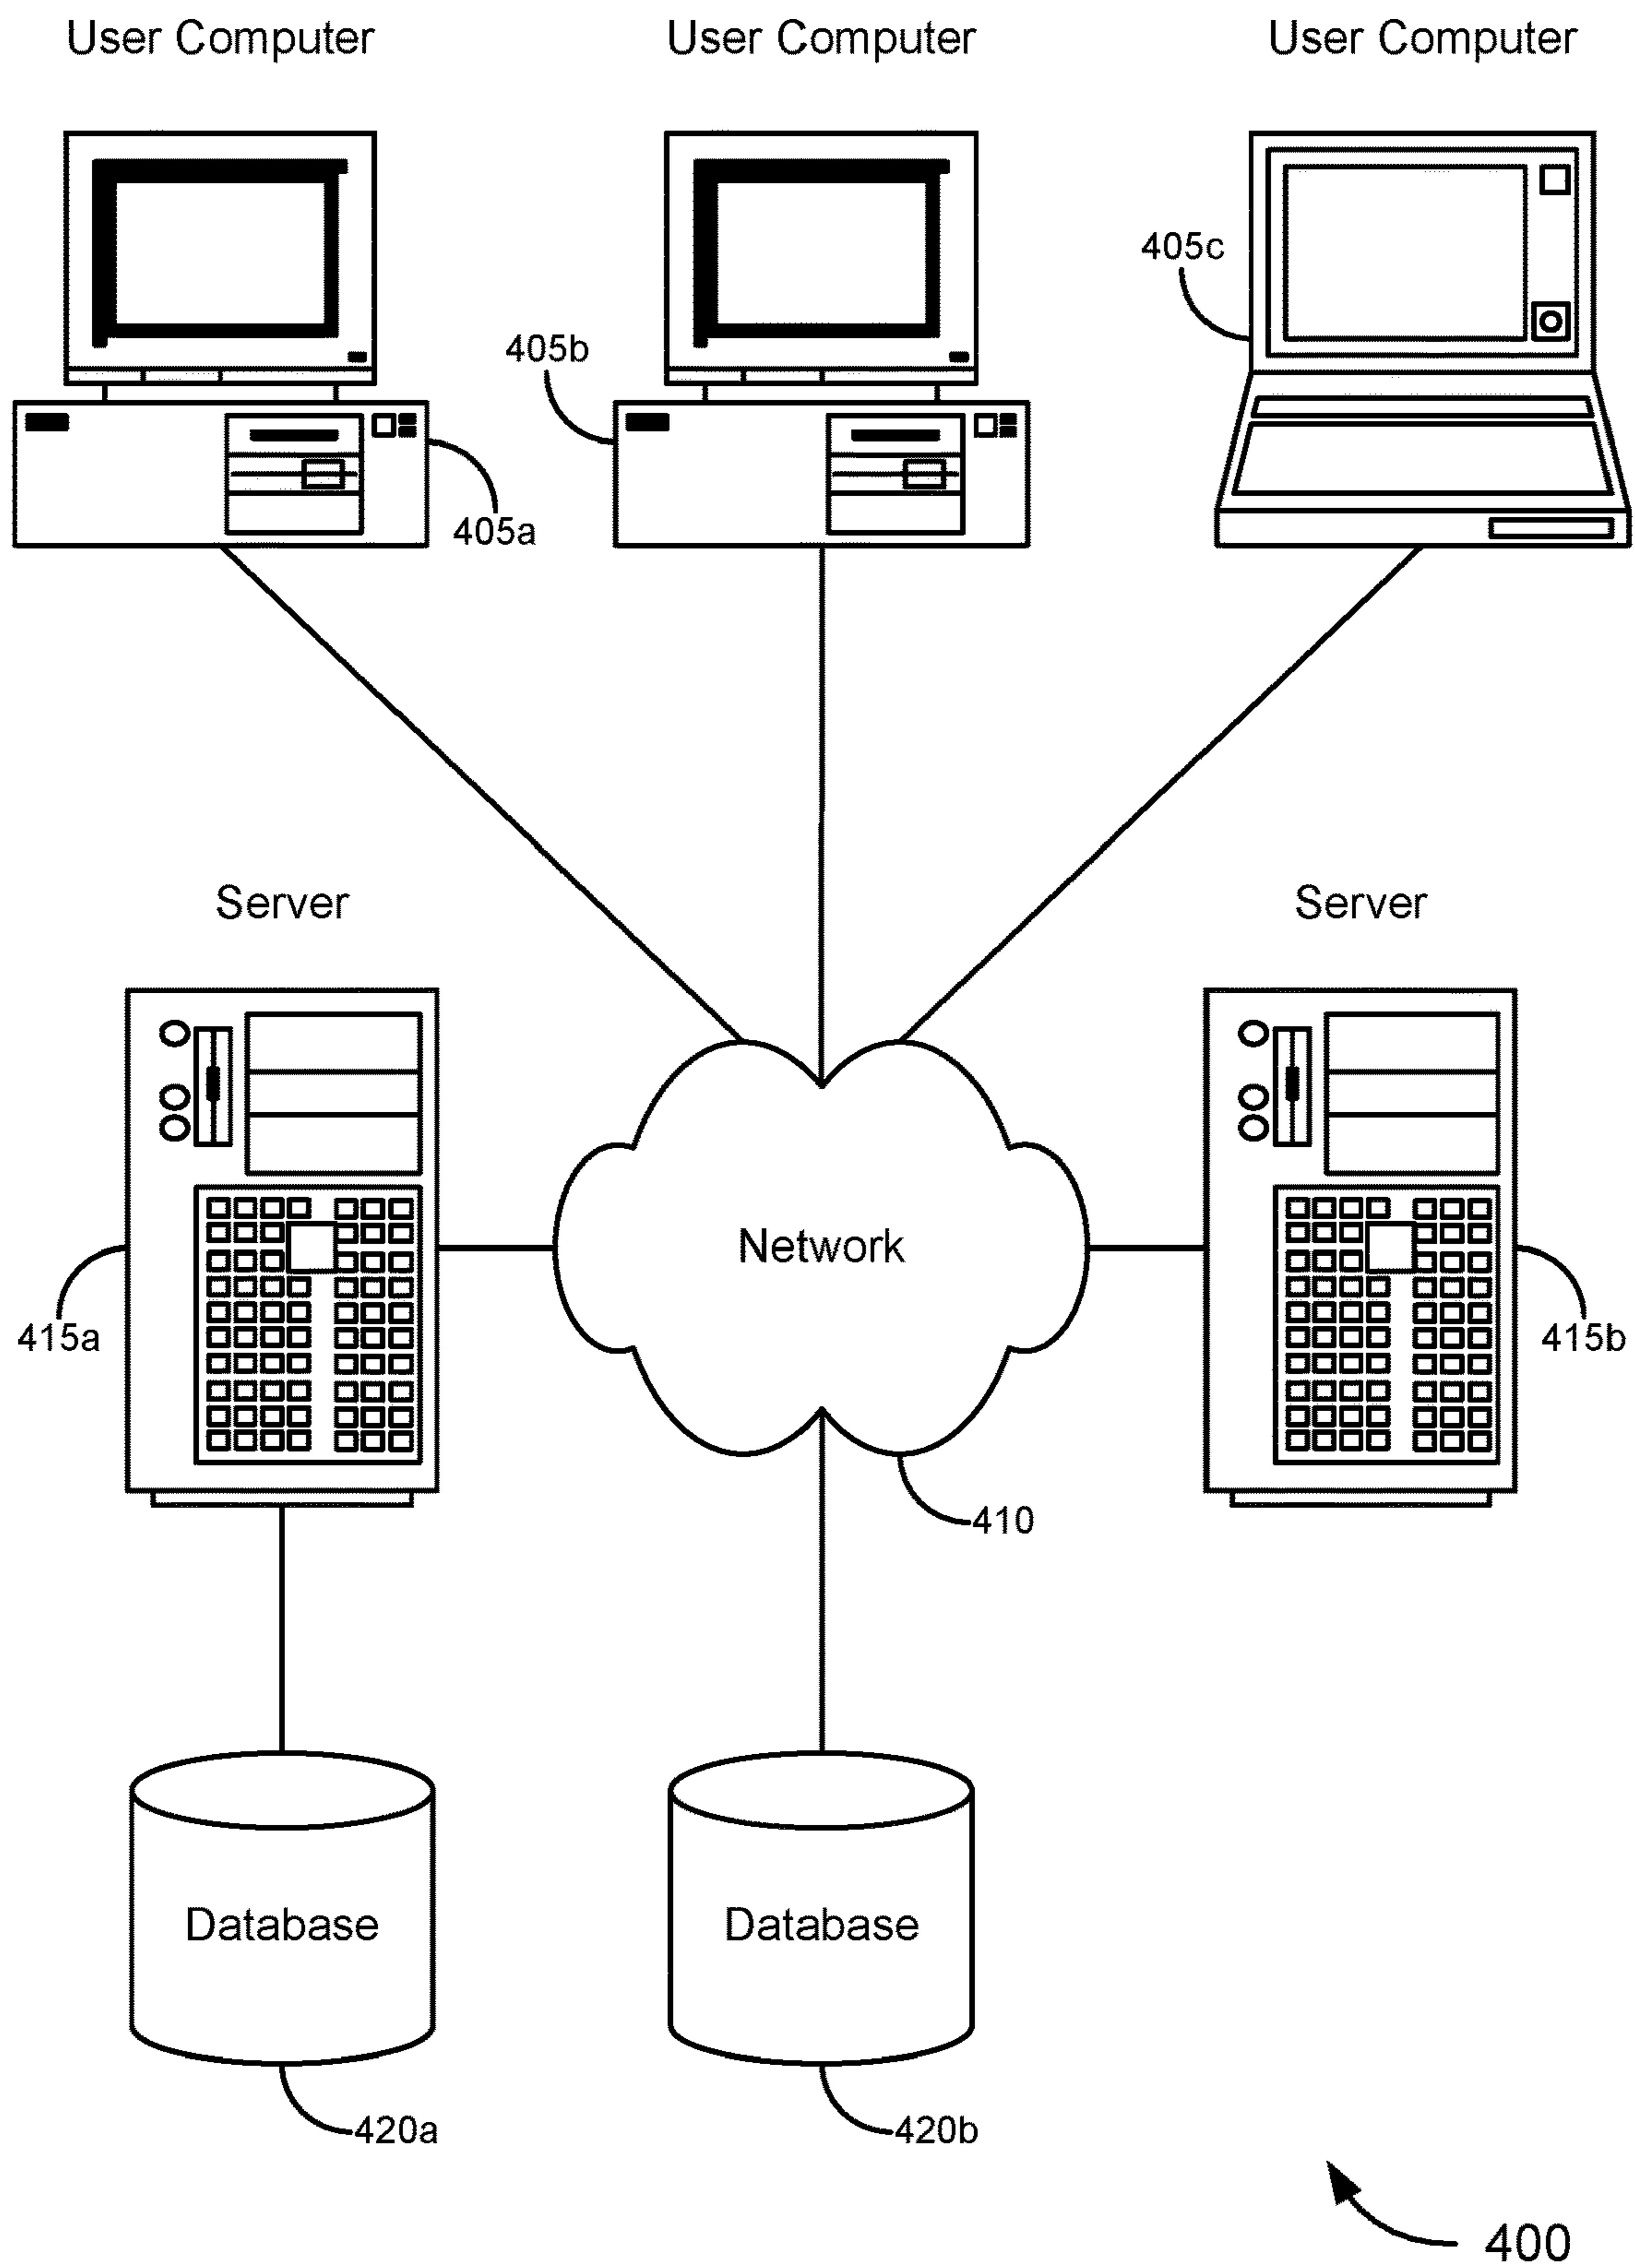 User Computer
User Computer
User Computer
405c
405b
405a
Server
Server
Network
415a
415b
410
Database
Database
420a
420b
400